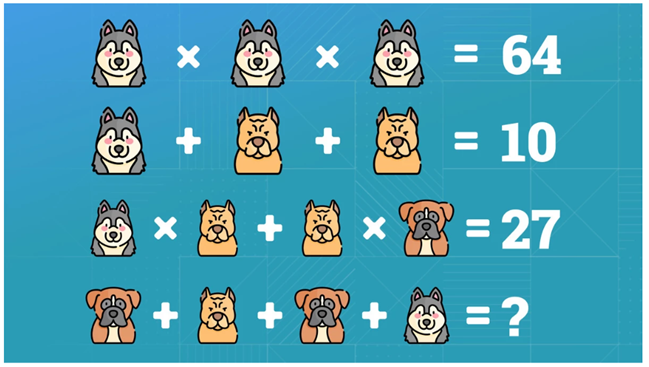 × × = 64
+ + = 10
× + × = 27
+ + + = ?